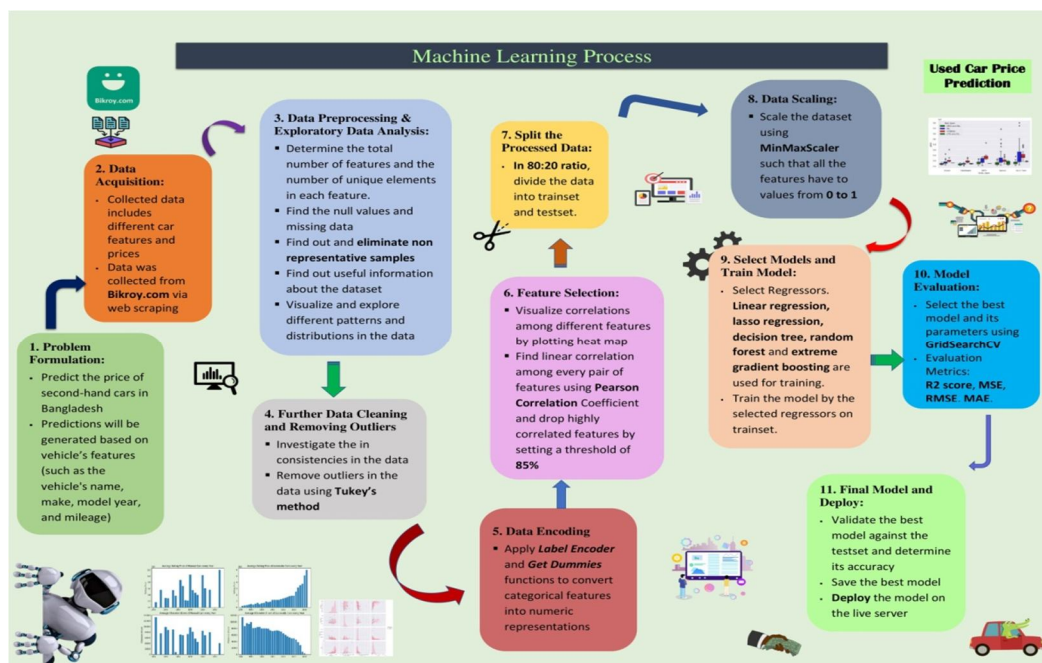 Machine Learning Process
Used Car Price
Prediction
Bikroy.com
1. Problem
Formulation:
• Predict the price of
second-hand cars in
Bangladesh
• Predictions will be
generated based on
vehicle's features
(such as the
vehicle's name,
make, model year,
and mileage)
2. Data
Acquisition:
• Collected data
includes
different car
features and
prices
• Data was
collected from
Bikroy.com via
web scraping
3. Data Preprocessing &
Exploratory Data Analysis:
▪ Determine the total
number of features and the
number of unique elements
in each feature.
▪ Find the null values and
missing data
▪ Find out and eliminate non
representative samples
▪ Find out useful information
about the dataset
▪ Visualize and explore
different patterns and
distributions in the data
4. Further Data Cleaning
and Removing Outliers
▪ Investigate the in
consistencies in the data
▪ Remove outliers in the
data using Tukey's
method
5. Data Encoding
▪ Apply Label Encoder
and Get Dummies
functions to convert
categorical features
into numeric
representations
6. Feature Selection:
▪ Visualize correlations
among different features
by plotting heat map
▪ Find linear correlation
among every pair of
features using Pearson
Correlation Coefficient
and drop highly
correlated features by
setting a threshold of
85%
7. Split the
Processed Data:
▪ In 80:20 ratio,
divide the data
into trainset
and testset.
8. Data Scaling:
▪ Scale the dataset
using
MinMaxScaler
such that all the
features have to
values from 0 to 1
9. Select Models and
Train Model:
• Select Regressors.
Linear regression,
lasso regression,
decision tree, random
forest and extreme
gradient boosting are
used for training.
• Train the model by the
selected regressors on
trainset.
10. Model
Evaluation:
• Select the best
model and its
parameters using
GridSearchCV
• Evaluation
Metrics:
R2 score, MSE,
RMSE. MAE.
11. Final Model and
Deploy:
• Validate the best
model against the
testset and determine
its accuracy
• Save the best model
• Deploy the model on
the live server